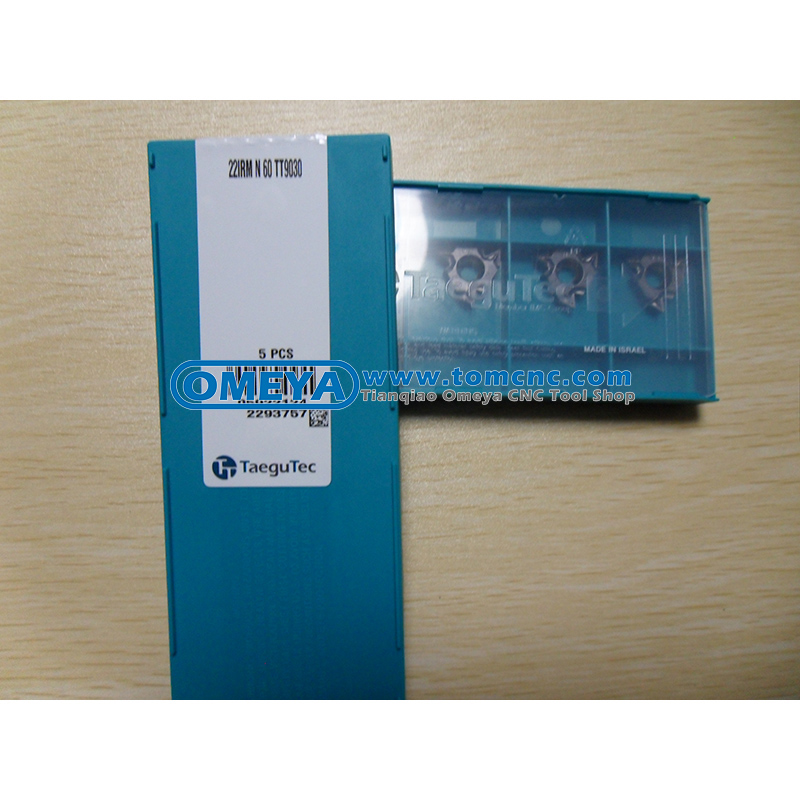 22IRM N 60 TT9030
5 PCS
2293757
TaeguTec
TaeguTec
MADE IN ISRAEL
OMEYA
www.tomcnc.com
Tianqiao Omeya CNC Tool Shop